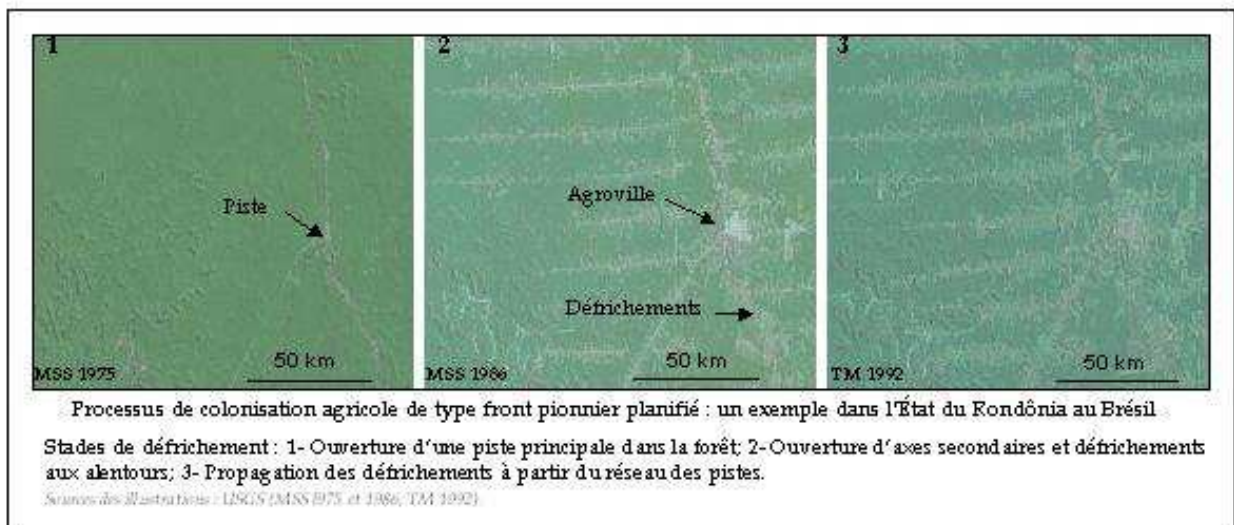 1
2
3
Piste
Agroville
Défrichements
50 km
50 km
50 km
MSS 1975
MSS 1986
TM 1992
Processus de colonisation agricole de type front pionnier planifié : un exemple dans l'État du Rondônia au Brésil
Stades de défrichement : 1- Ouverture d'une piste principale dans la forêt; 2- Ouverture d'axes secondaires et défrichements
aux alentours; 3- Propagation des défrichements à partir du réseau des pistes.
Sources des illustrations : USGS (MSS 1975 et 1986, TM 1992)